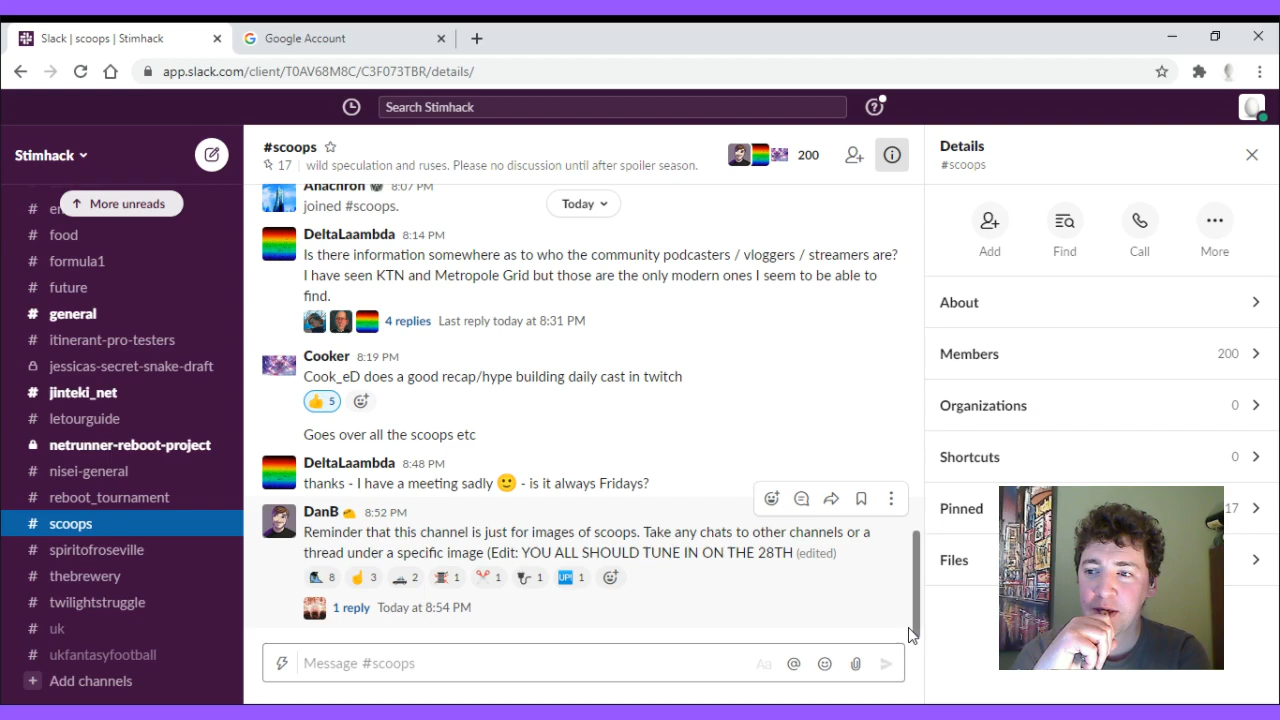 Slack | scoops | Stimhack
Google Account
app.slack.com/client/T0AV68M8C/C3F073TBR/details/
Search Stimhack
Stimhack
More unreads
# food
# formula1
# future
# general
# itinerant-pro-testers
jessicas-secret-snake-draft
# jinteki_net
# letourguide
netrunner-reboot-project
# nisei-general
# reboot_tournament
# scoops
# spiritofroseville
# thebrewery
# twilightstruggle
# uk
# ukfantasyfootball
+ Add channels
#scoops
17 | wild speculation and ruses. Please no discussion until after spoiler season.
200
Anachron 8:07 PM
joined #scoops.
Today
DeltaLaambda 8:14 PM
Is there information somewhere as to who the community podcasters / vloggers / streamers are?
I have seen KTN and Metropole Grid but those are the only modern ones I seem to be able to
find.
4 replies Last reply today at 8:31 PM
Cooker 8:19 PM
Cook_eD does a good recap/hype building daily cast in twitch
👍 5
Goes over all the scoops etc
DeltaLaambda 8:48 PM
thanks - I have a meeting sadly 🙂 - is it always Fridays?
DanB 8:52 PM
Reminder that this channel is just for images of scoops. Take any chats to other channels or a
thread under a specific image (Edit: YOU ALL SHOULD TUNE IN ON THE 28TH (edited)
8 3 2 1 1 1 UP! 1
1 reply Today at 8:54 PM
Message #scoops
Aa
Details
#scoops
Add Find Call More
About
Members 200
Organizations 0
Shortcuts 0
Pinned 17
Files